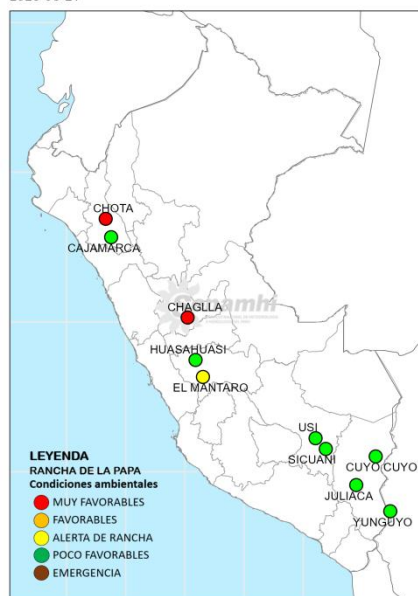 CHOTA
CAJAMARCA
Senamhi
CHAGLLA
HUASAHUASI
EL MANTARO
USI
SICUANI
CUYO CUYO
JULIACA
YUNGUYO
LEYENDA
RANCHA DE LA PAPA
Condiciones ambientales
MUY FAVORABLES
FAVORABLES
ALERTA DE RANCHA
POCO FAVORABLES
EMERGENCIA